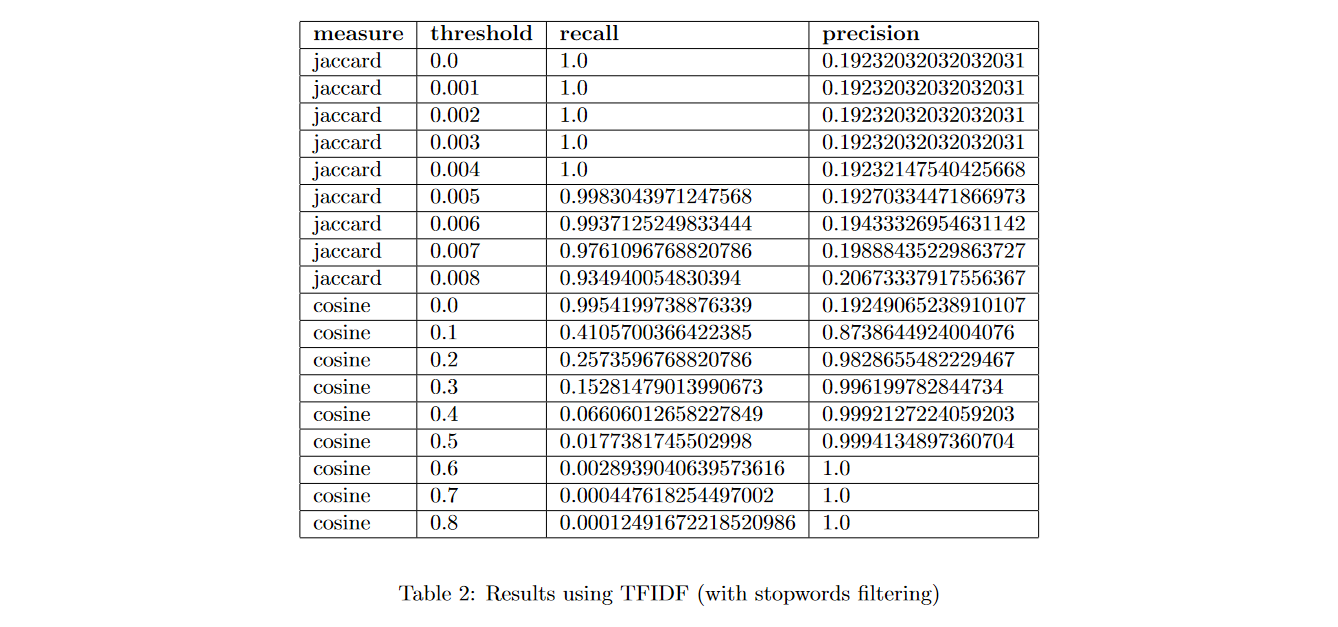 measure threshold recall precision
jaccard 0.0 1.0 0.19232032032032031
jaccard 0.001 1.0 0.19232032032032031
jaccard 0.002 1.0 0.19232032032032031
jaccard 0.003 1.0 0.19232032032032031
jaccard 0.004 1.0 0.19232147540425668
jaccard 0.005 0.9983043971247568 0.19270334471866973
jaccard 0.006 0.9937125249833444 0.19433326954631142
jaccard 0.007 0.9761096768820786 0.19888435229863727
jaccard 0.008 0.934940054830394 0.20673337917556367
cosine 0.0 0.9954199738876339 0.19249065238910107
cosine 0.1 0.4105700366422385 0.8738644924004076
cosine 0.2 0.2573596768820786 0.9828655482229467
cosine 0.3 0.15281479013990673 0.996199782844734
cosine 0.4 0.06606012658227849 0.9992127224059203
cosine 0.5 0.0177381745502998 0.9994134897360704
cosine 0.6 0.0028939040639573616 1.0
cosine 0.7 0.000447618254497002 1.0
cosine 0.8 0.00012491672218520986 1.0
Table 2: Results using TFIDF (with stopwords filtering)